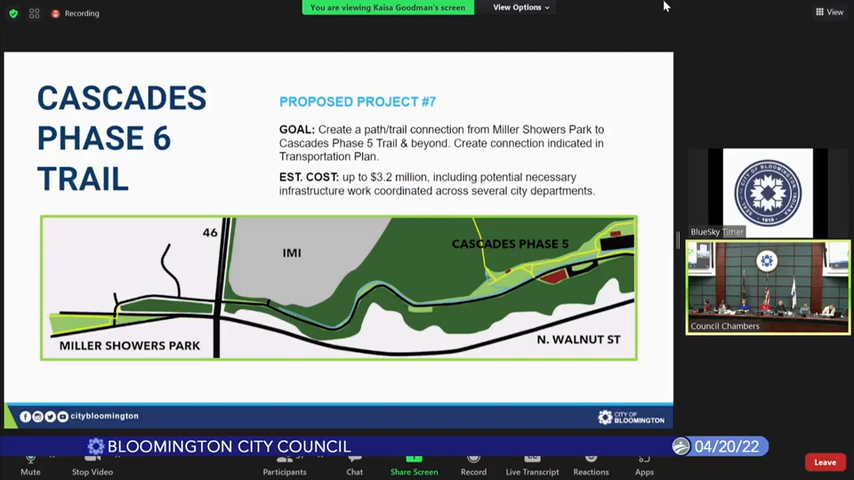 Recording
You are viewing Kaisa Goodman's screen
View Options
View
CASCADES
PHASE 6
TRAIL
PROPOSED PROJECT #7
GOAL: Create a path/trail connection from Miller Showers Park to
Cascades Phase 5 Trail & beyond. Create connection indicated in
Transportation Plan.
EST. COST: up to $3.2 million, including potential necessary
infrastructure work coordinated across several city departments.
46
IMI
CASCADES PHASE 5
MILLER SHOWERS PARK
N. WALNUT ST
citybloomington
CITY OF
BLOOMINGTON
BlueSky Timer
Council Chambers
BLOOMINGTON CITY COUNCIL
04/20/22
Mute
Stop Video
Participants
Chat
Share Screen
Record
Live Transcript
Reactions
Apps
Leave